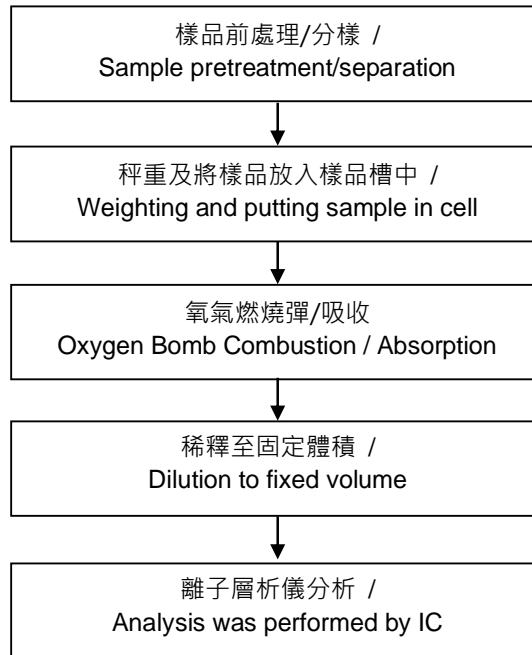 樣品前處理/分樣 /
Sample pretreatment/separation
秤重及將樣品放入樣品槽中 /
Weighting and putting sample in cell
氧氣燃燒彈/吸收
Oxygen Bomb Combustion / Absorption
稀釋至固定體積 /
Dilution to fixed volume
離子層析儀分析 /
Analysis was performed by IC